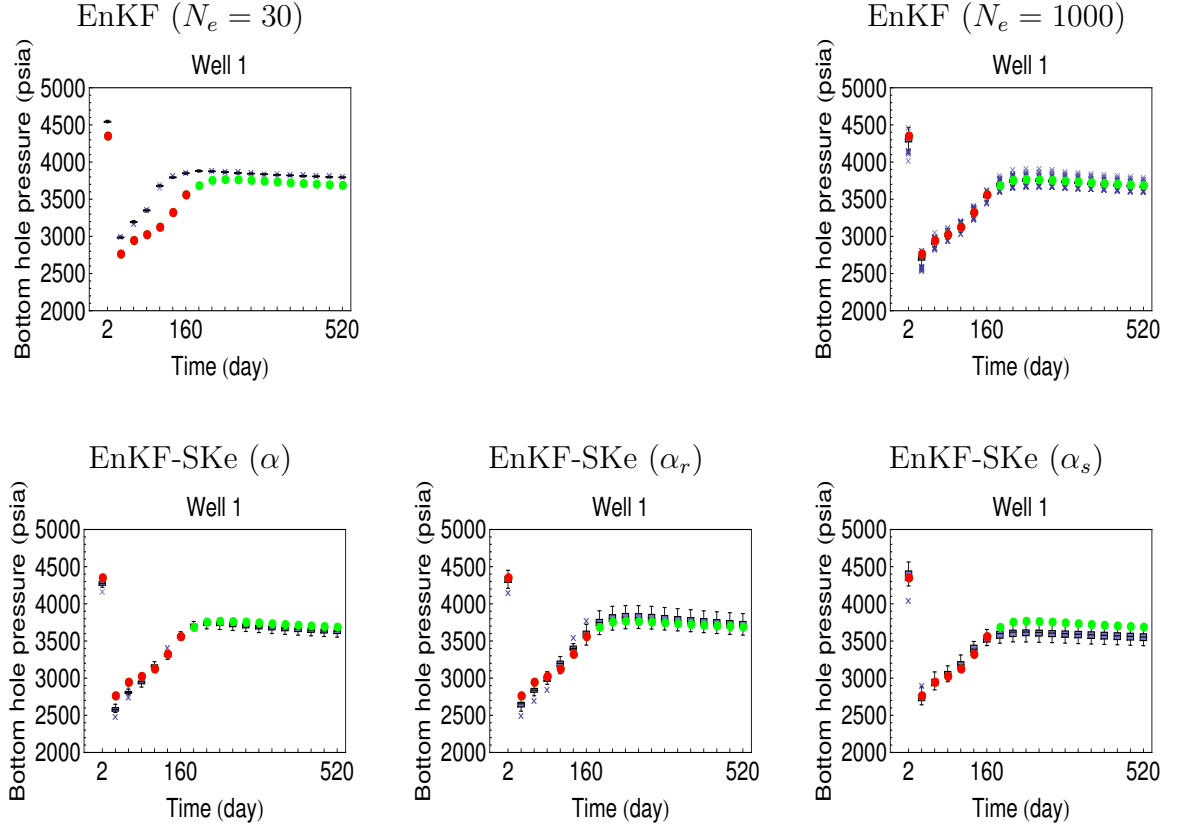 EnKF (Nₑ = 30)
Well 1
Bottom hole pressure (psia)
5000
4500
4000
3500
3000
2500
2000
2
160
520
Time (day)
EnKF (Nₑ = 1000)
Well 1
Bottom hole pressure (psia)
5000
4500
4000
3500
3000
2500
2000
2
160
520
Time (day)
EnKF-SKe (α)
Well 1
Bottom hole pressure (psia)
5000
4500
4000
3500
3000
2500
2000
2
160
520
Time (day)
EnKF-SKe (αᵣ)
Well 1
Bottom hole pressure (psia)
5000
4500
4000
3500
3000
2500
2000
2
160
520
Time (day)
EnKF-SKe (αₛ)
Well 1
Bottom hole pressure (psia)
5000
4500
4000
3500
3000
2500
2000
2
160
520
Time (day)